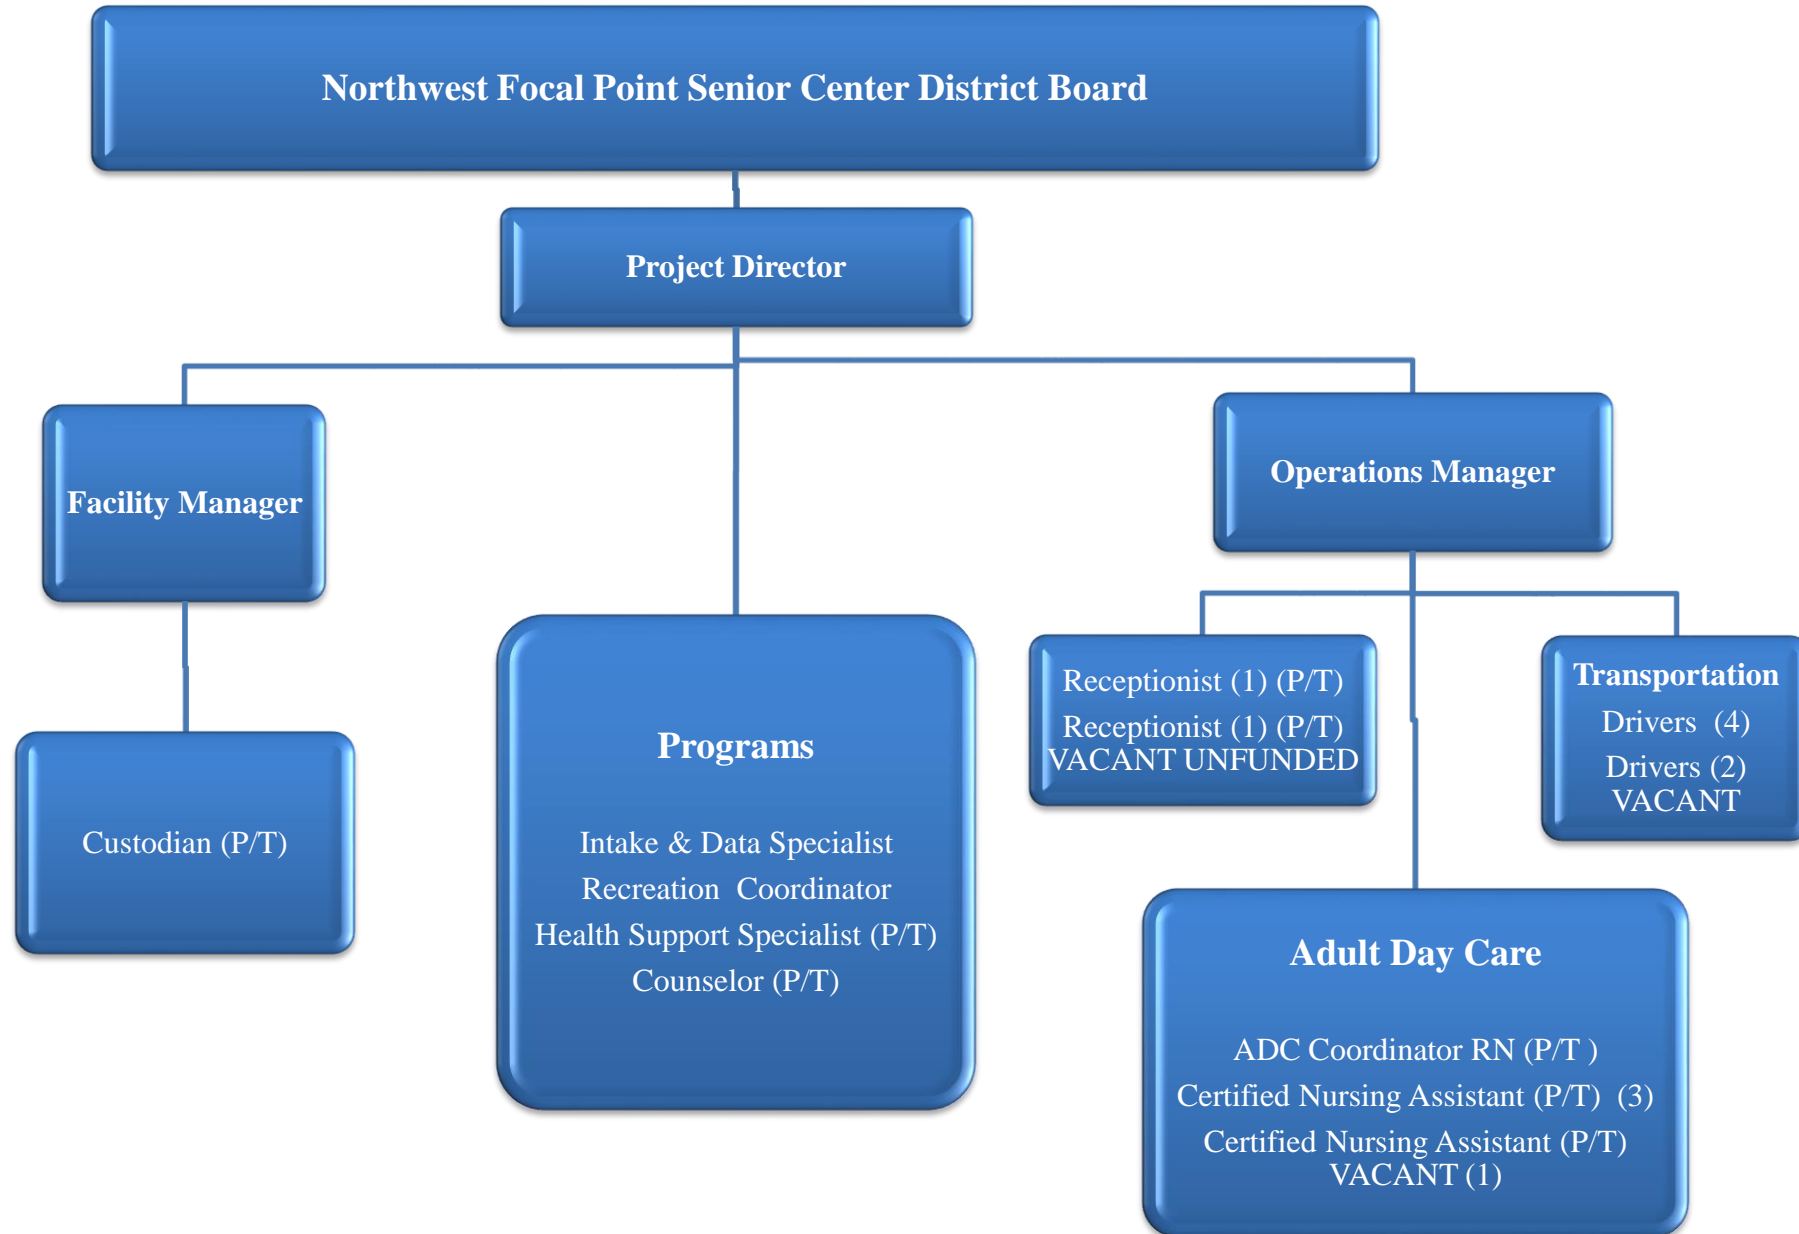 Northwest Focal Point Senior Center District Board
Project Director
Facility Manager
Custodian (P/T)
Programs
Intake & Data Specialist
Recreation Coordinator
Health Support Specialist (P/T)
Counselor (P/T)
Operations Manager
Receptionist (1) (P/T)
Receptionist (1) (P/T)
VACANT UNFUNDED
Transportation
Drivers (4)
Drivers (2)
VACANT
Adult Day Care
ADC Coordinator RN (P/T )
Certified Nursing Assistant (P/T) (3)
Certified Nursing Assistant (P/T)
VACANT (1)